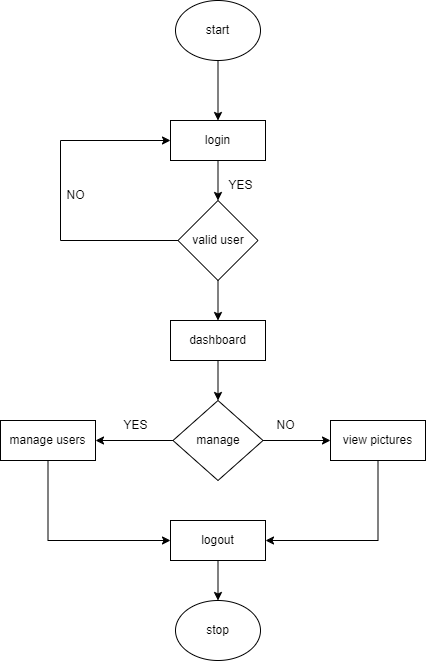 start
login
YES
NO
valid user
dashboard
YES
NO
manage users
manage
view pictures
logout
stop